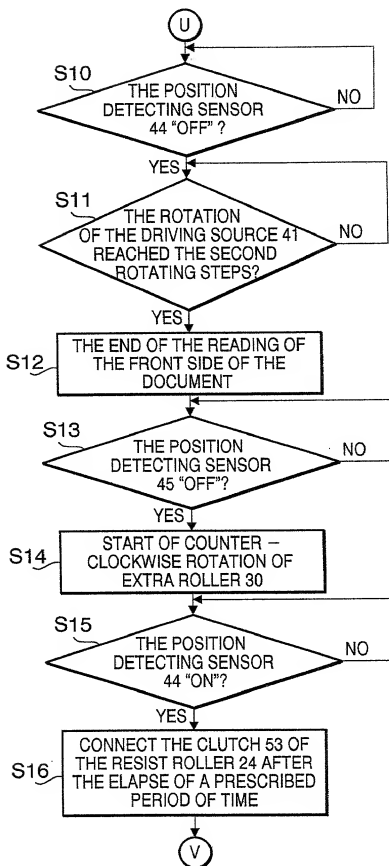 U
S10
THE POSITION
DETECTING SENSOR
44 "OFF" ?
NO
YES
S11
THE ROTATION
OF THE DRIVING SOURCE 41
REACHED THE SECOND
ROTATING STEPS?
NO
YES
S12
THE END OF THE READING OF
THE FRONT SIDE OF THE
DOCUMENT
S13
THE POSITION
DETECTING SENSOR
45 "OFF"?
NO
YES
S14
START OF COUNTER –
CLOCKWISE ROTATION OF
EXTRA ROLLER 30
S15
THE POSITION
DETECTING SENSOR
44 "ON"?
NO
YES
S16
CONNECT THE CLUTCH 53 OF
THE RESIST ROLLER 24 AFTER
THE ELAPSE OF A PRESCRIBED
PERIOD OF TIME
V